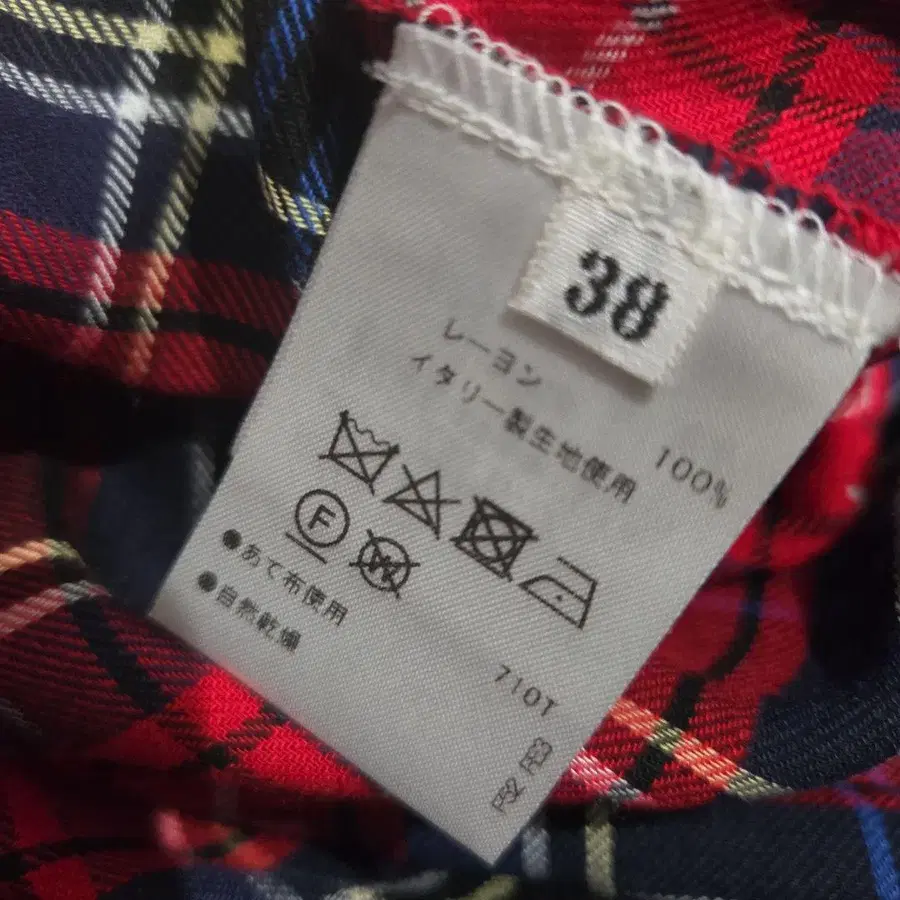 38
レーヨン 100%
イタリー製生地使用
F W
●あて布使用
●自然乾燥
710T